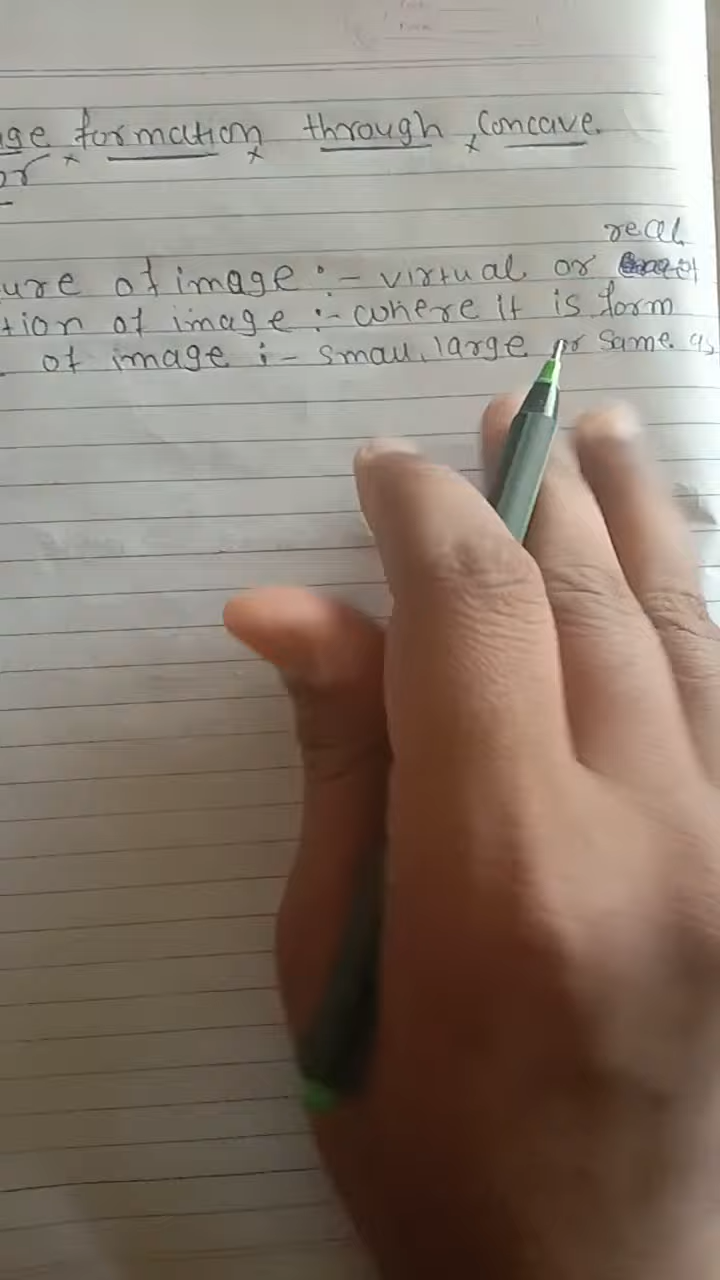 ge formation through Concave.
or
real
ure of image :- virtual or
tion of image :- where it is form
of image :- small, large or same as